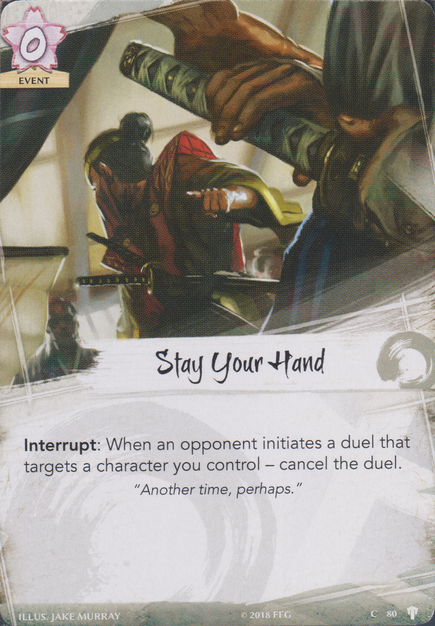 0
EVENT
Stay Your Hand
Interrupt: When an opponent initiates a duel that
targets a character you control – cancel the duel.
"Another time, perhaps."
ILLUS. JAKE MURRAY © 2018 FFG C 80